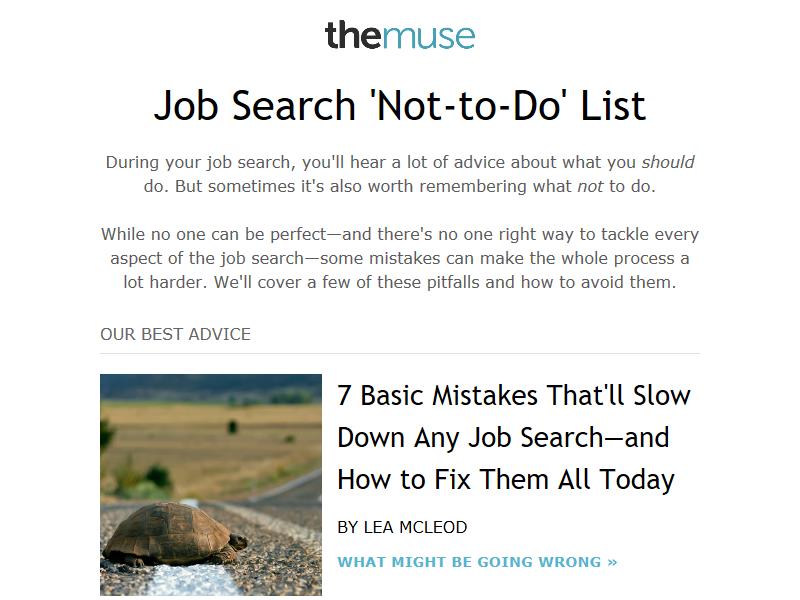 themuse
Job Search 'Not-to-Do' List
During your job search, you'll hear a lot of advice about what you should
do. But sometimes it's also worth remembering what not to do.
While no one can be perfect—and there's no one right way to tackle every
aspect of the job search—some mistakes can make the whole process a
lot harder. We'll cover a few of these pitfalls and how to avoid them.
OUR BEST ADVICE
7 Basic Mistakes That'll Slow
Down Any Job Search—and
How to Fix Them All Today
BY LEA MCLEOD
WHAT MIGHT BE GOING WRONG »